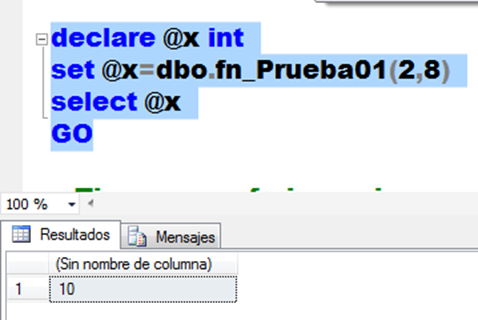 declare @x int
set @x=dbo.fn_Prueba01(2,8)
select @x
GO
100 %
Resultados Mensajes
(Sin nombre de columna)
1 10